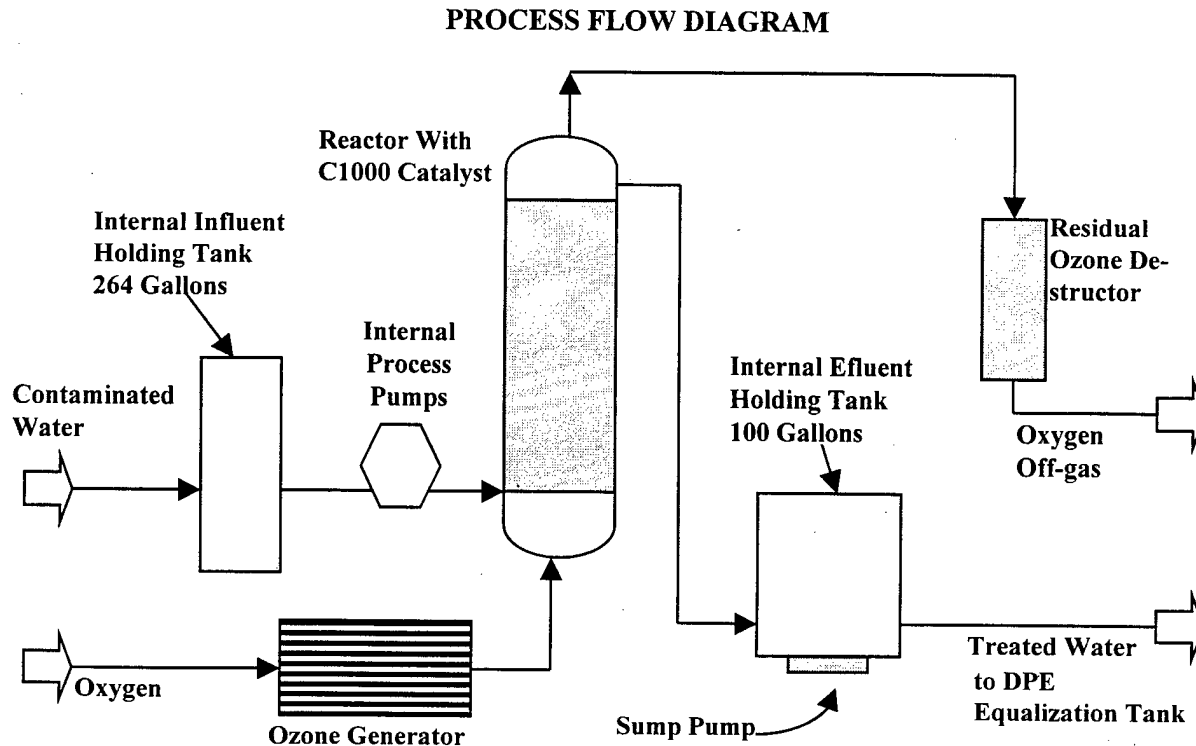 PROCESS FLOW DIAGRAM
Reactor With
C1000 Catalyst
Internal Influent
Holding Tank
264 Gallons
Residual
Ozone De-
structor
Internal
Process
Pumps
Internal Efluent
Holding Tank
100 Gallons
Contaminated
Water
Oxygen
Off-gas
Oxygen
Ozone Generator
Treated Water
to DPE
Equalization Tank
Sump Pump